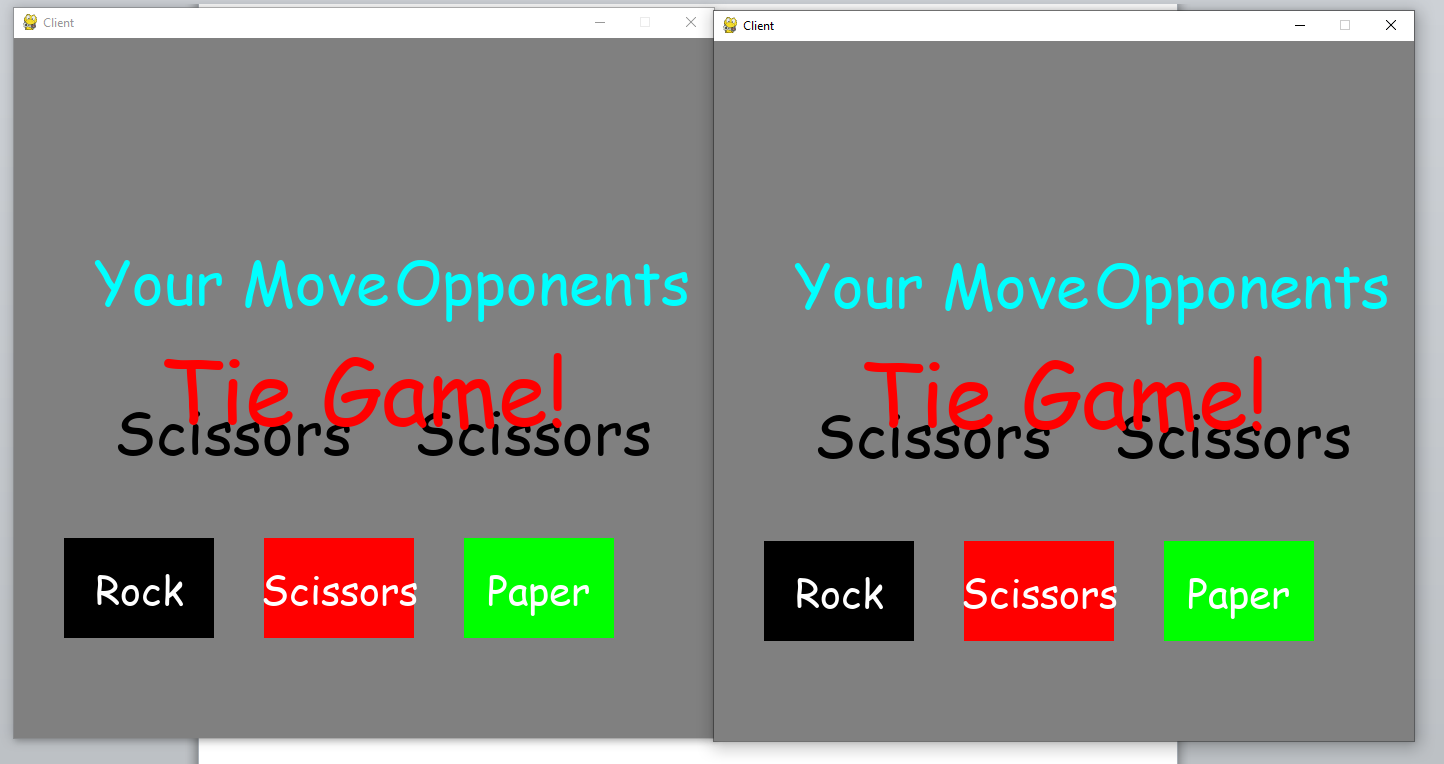 Client
Your Move Opponents
Tie Game!
Scissors Scissors
Rock Scissors Paper
Client
Your Move Opponents
Tie Game!
Scissors Scissors
Rock Scissors Paper